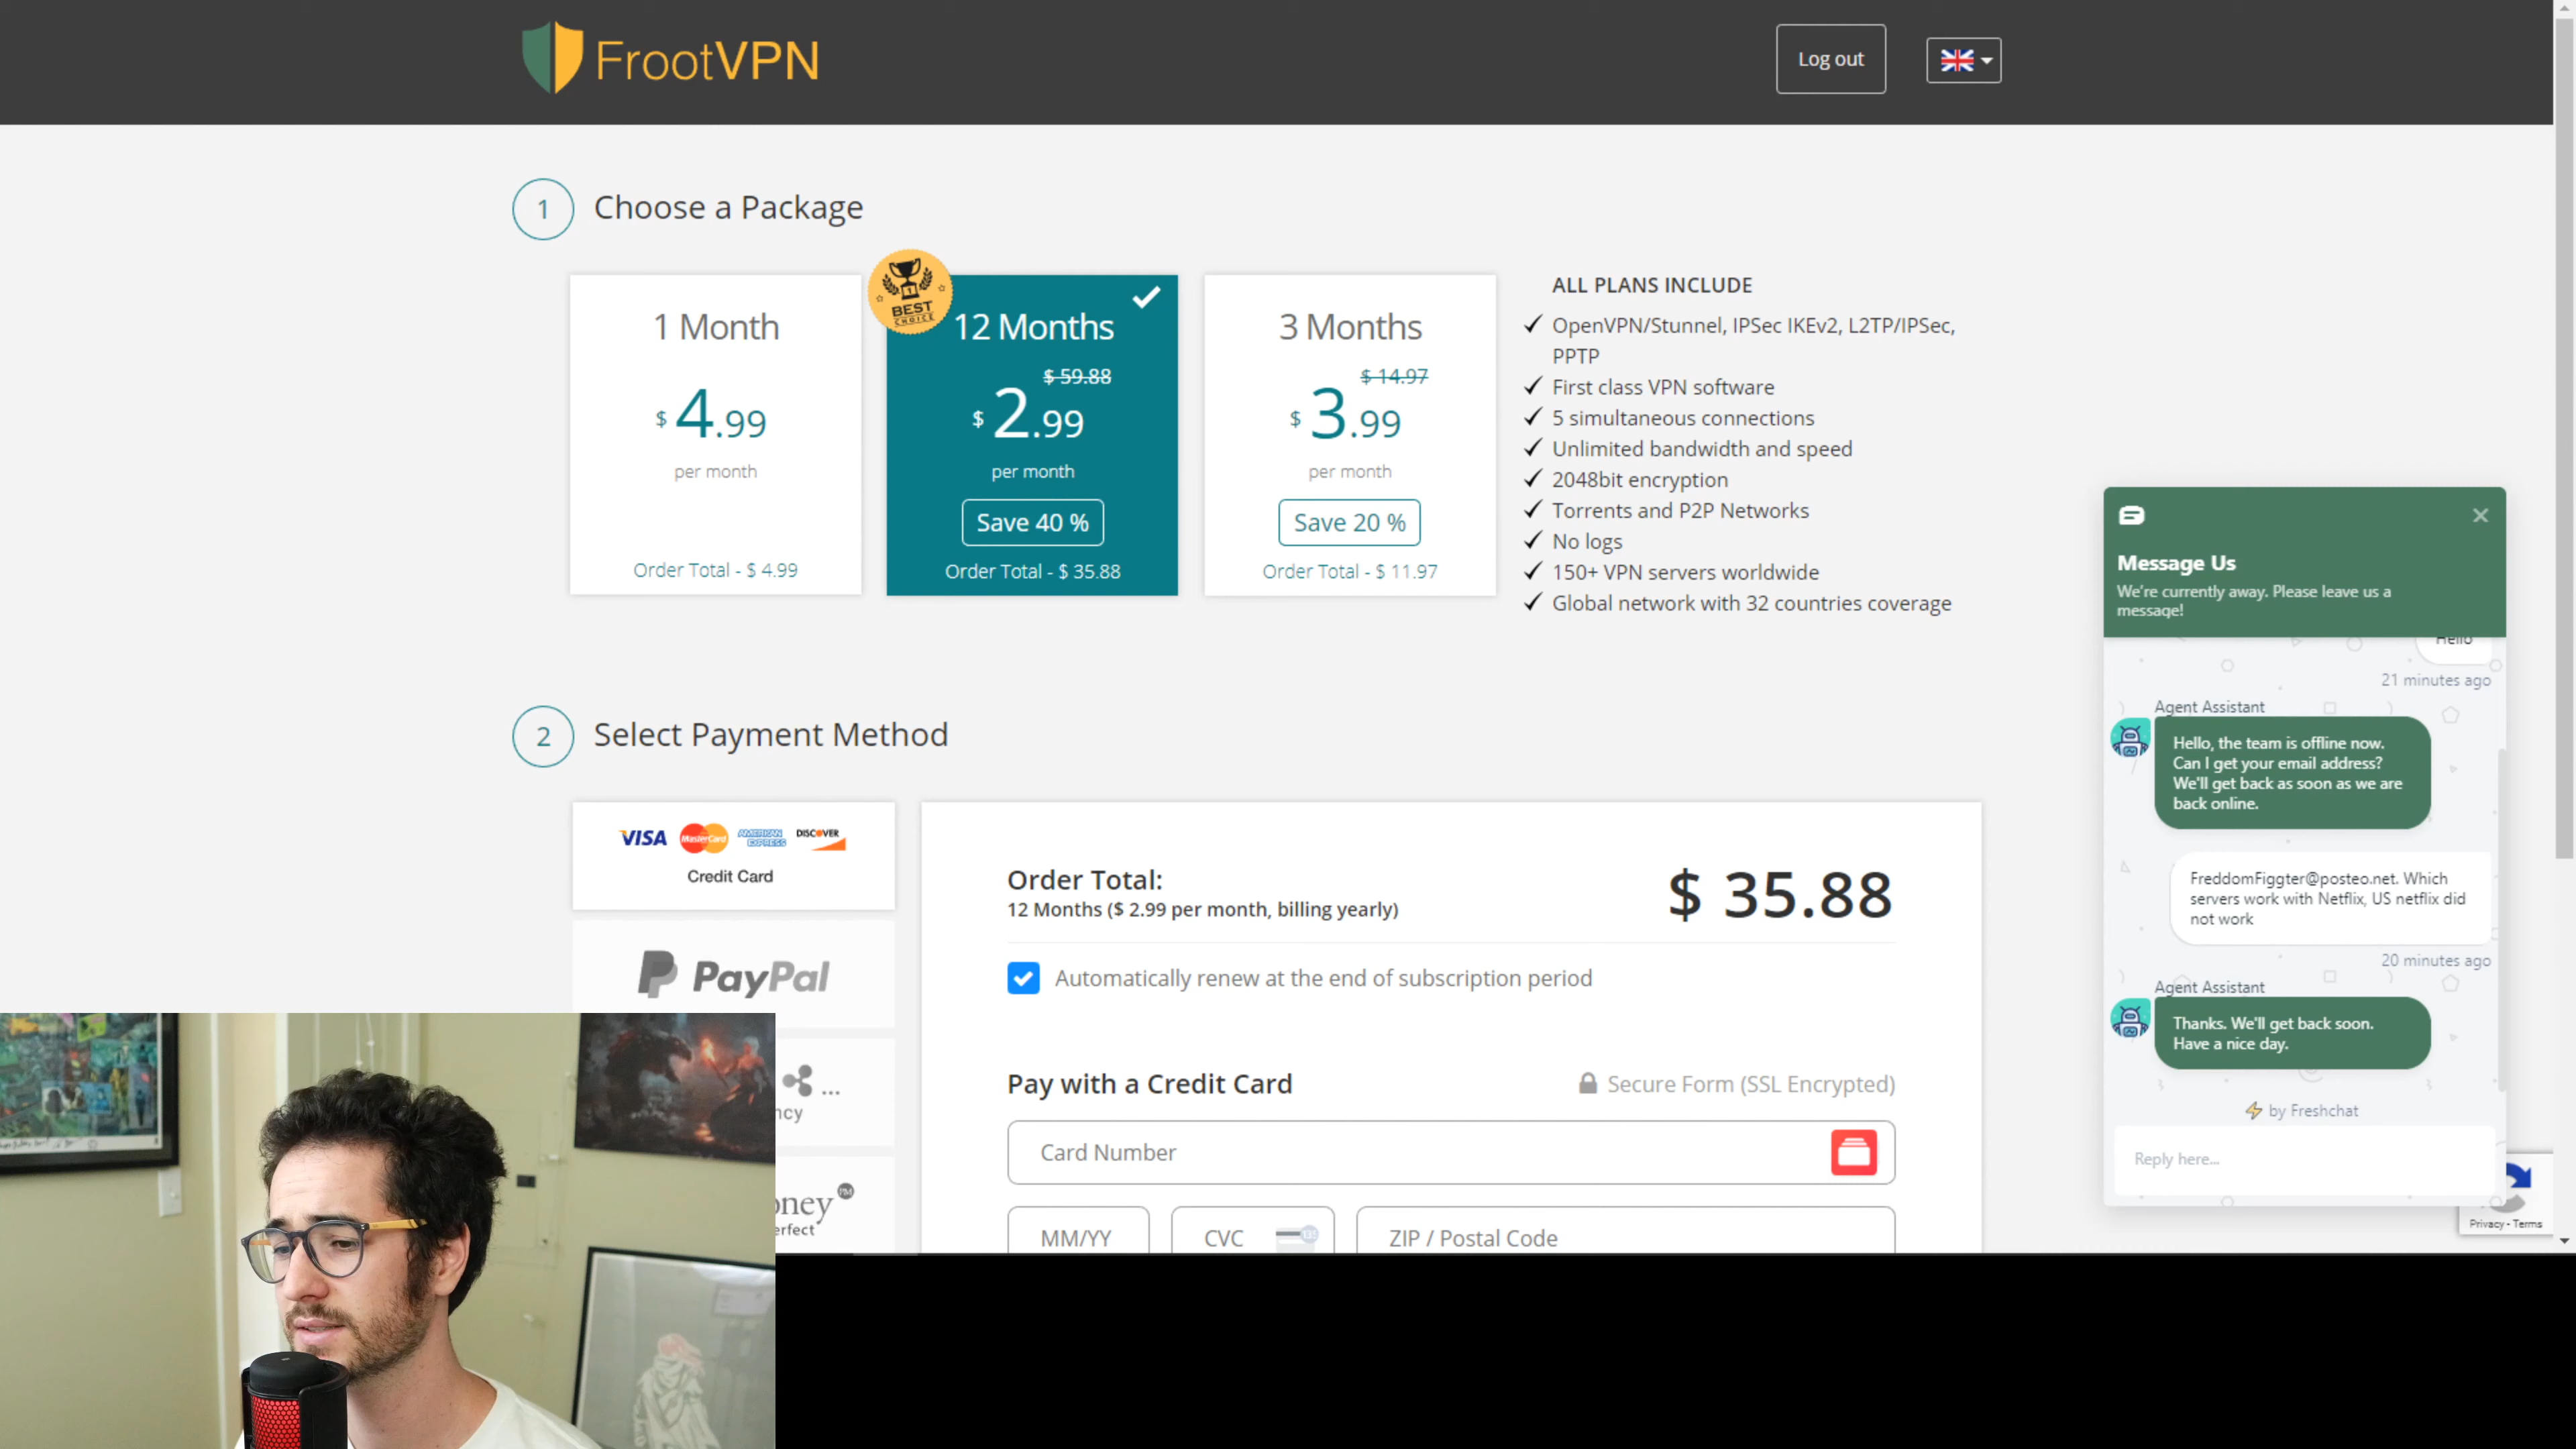 FrootVPN
Log out
1
Choose a Package
1 Month
$ 4.99
per month
Order Total - $ 4.99
1
BEST
CHOICE
12 Months
$ 59.88
$ 2.99
per month
Save 40 %
Order Total - $ 35.88
3 Months
$ 14.97
$ 3.99
per month
Save 20 %
Order Total - $ 11.97
ALL PLANS INCLUDE
OpenVPN/Stunnel, IPSec IKEv2, L2TP/IPSec,
PPTP
First class VPN software
5 simultaneous connections
Unlimited bandwidth and speed
2048bit encryption
Torrents and P2P Networks
No logs
150+ VPN servers worldwide
Global network with 32 countries coverage
2
Select Payment Method
VISA MasterCard AMERICAN EXPRESS DISCOVER
Credit Card
PayPal
...
ncy
ney PM
erfect
Order Total:
12 Months ($ 2.99 per month, billing yearly)
$ 35.88
Automatically renew at the end of subscription period
Pay with a Credit Card
Secure Form (SSL Encrypted)
Card Number
MM/YY
CVC
135
ZIP / Postal Code
Message Us
We're currently away. Please leave us a
message!
Hello
21 minutes ago
Agent Assistant
Hello, the team is offline now.
Can I get your email address?
We'll get back as soon as we are
back online.
FreddomFiggter@posteo.net. Which
servers work with Netflix, US netflix did
not work
20 minutes ago
Agent Assistant
Thanks. We'll get back soon.
Have a nice day.
by Freshchat
Reply here...
Privacy - Terms